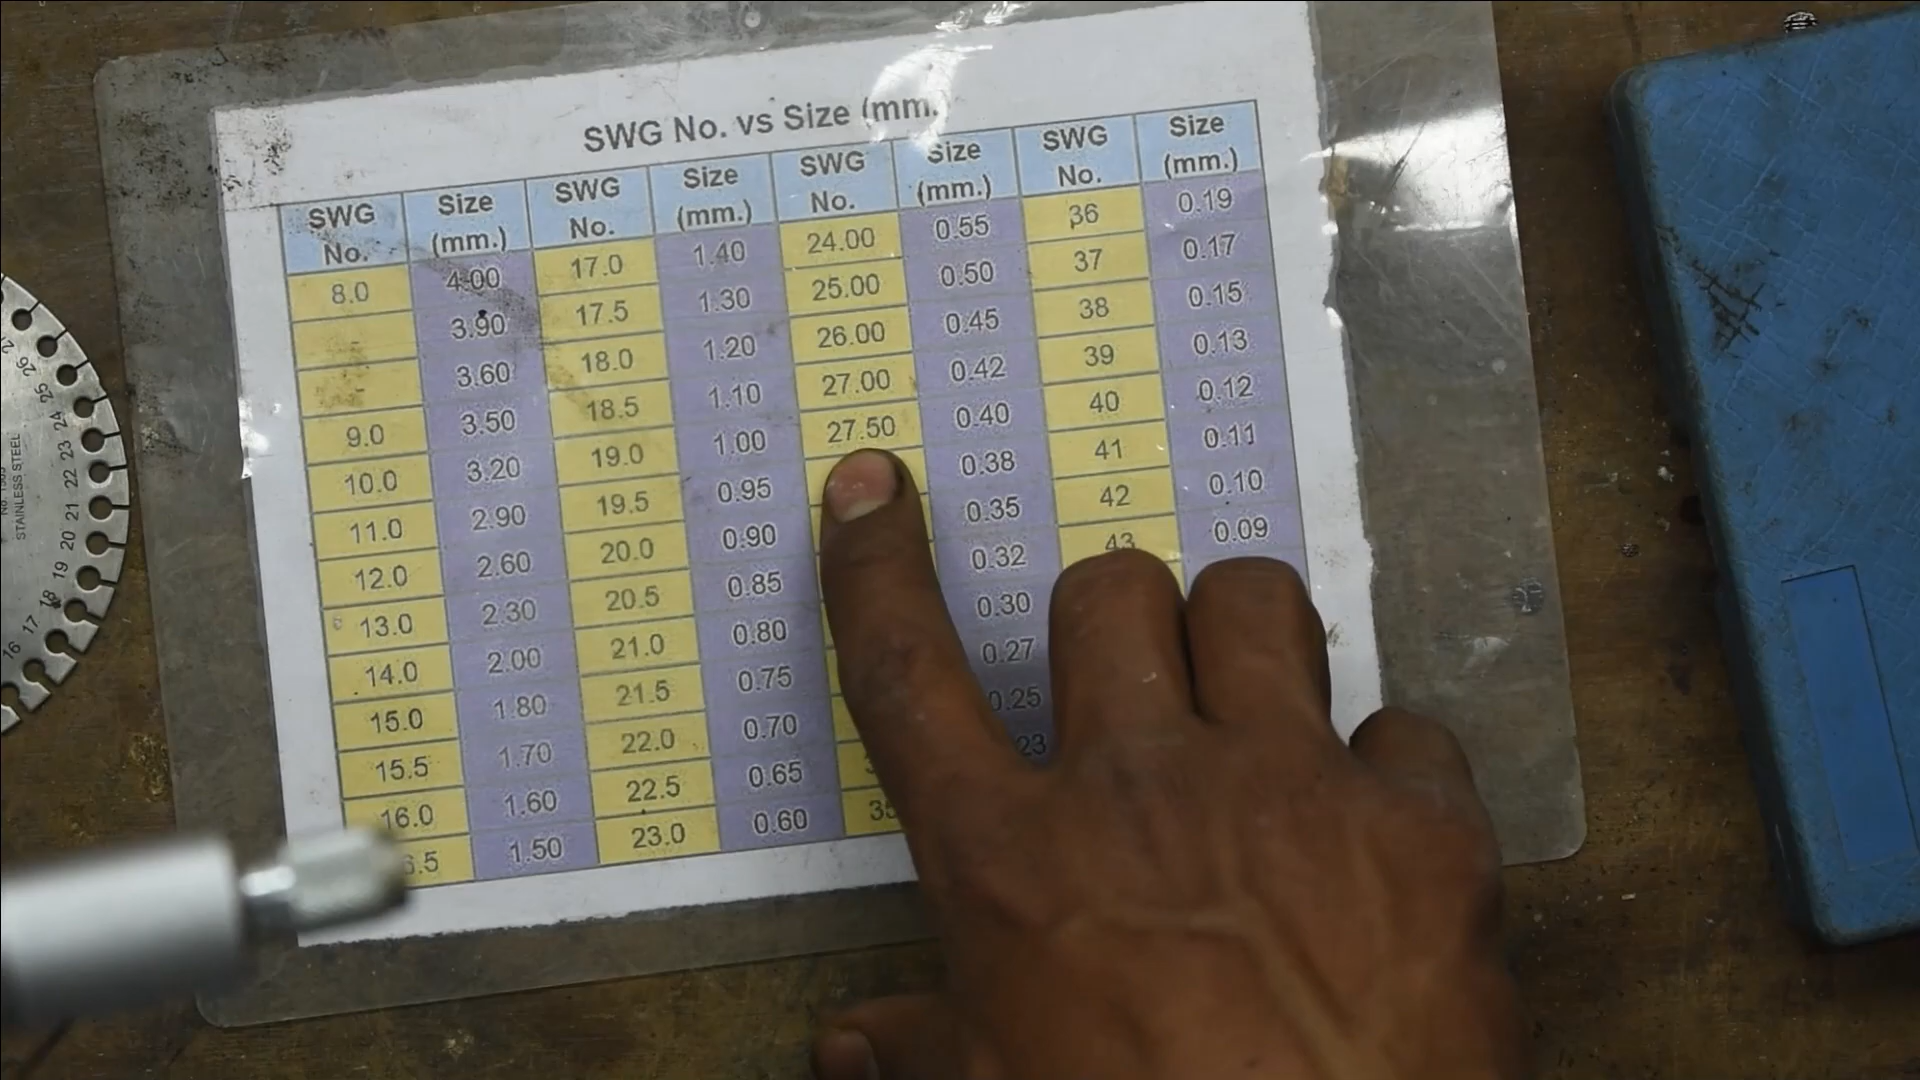 SWG No. vs Size (mm.
SWG No. Size (mm.) SWG No. Size (mm.) SWG No. Size (mm.) SWG No. Size (mm.)
8.0 4.00 17.0 1.40 24.00 0.55 36 0.19
- 3.90 17.5 1.30 25.00 0.50 37 0.17
- 3.60 18.0 1.20 26.00 0.45 38 0.15
9.0 3.50 18.5 1.10 27.00 0.42 39 0.13
10.0 3.20 19.0 1.00 27.50 0.40 40 0.12
11.0 2.90 19.5 0.95 0.38 41 0.11
12.0 2.60 20.0 0.90 0.35 42 0.10
13.0 2.30 20.5 0.85 0.32 43 0.09
14.0 2.00 21.0 0.80 0.30
15.0 1.80 21.5 0.75 0.27
15.5 1.70 22.0 0.70 0.25
16.0 1.60 22.5 0.65 23
6.5 1.50 23.0 0.60 35
26
25
24
23
22
21
20
19
18
17
16
STAINLESS STEEL